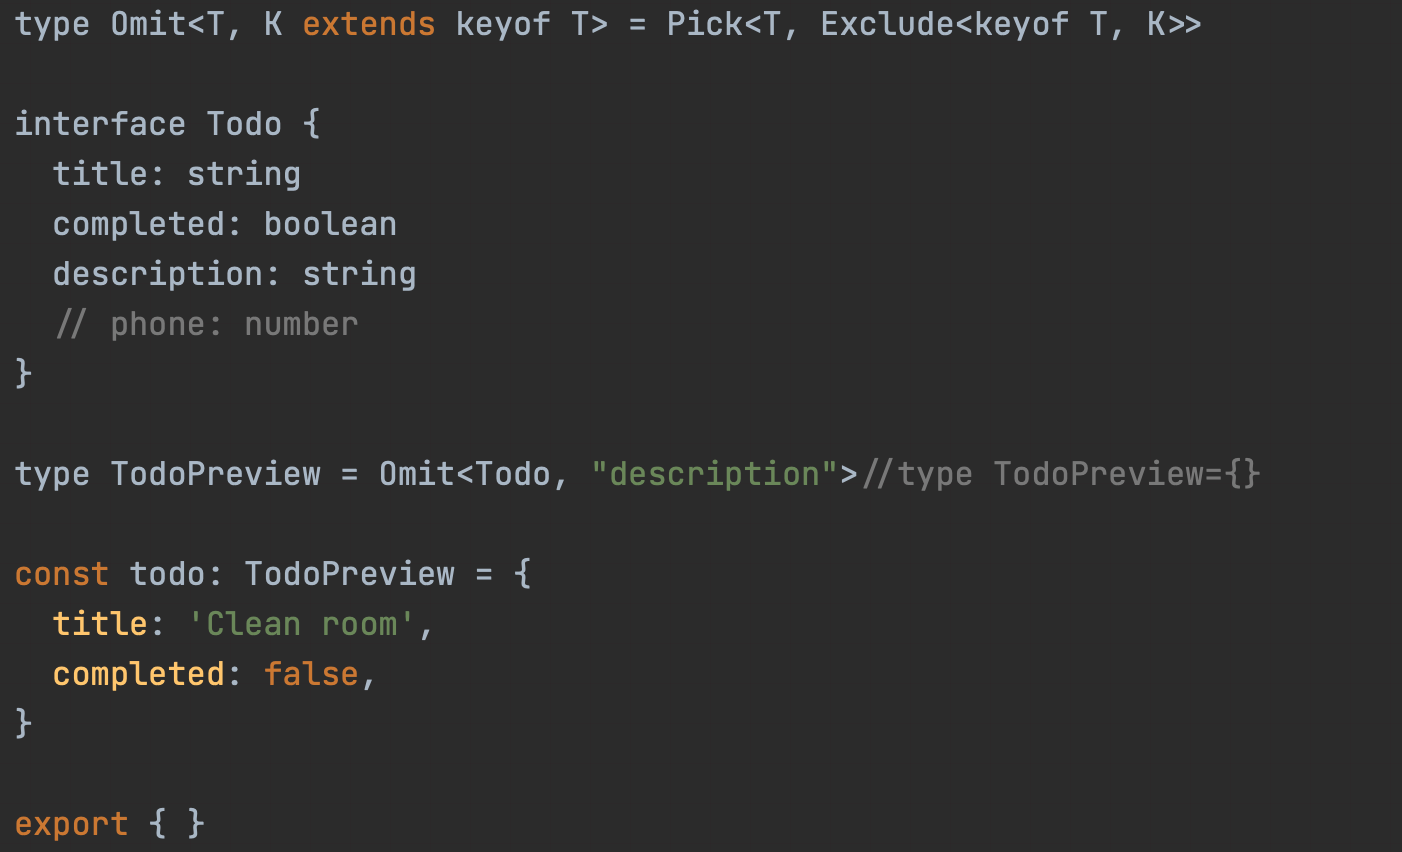 type Omit<T, K extends keyof T> = Pick<T, Exclude<keyof T, K>>
interface Todo {
  title: string
  completed: boolean
  description: string
  // phone: number
}
type TodoPreview = Omit<Todo, "description">//type TodoPreview={}
const todo: TodoPreview = {
  title: 'Clean room',
  completed: false,
}
export { }